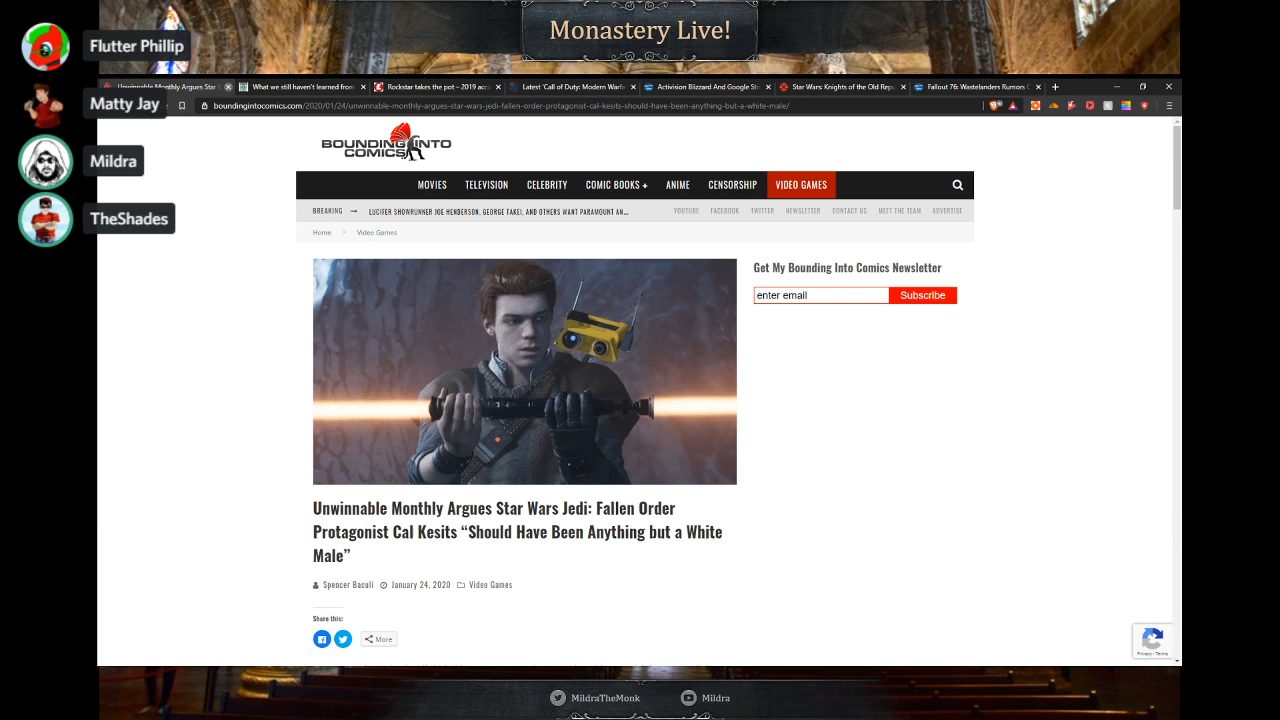 Monastery Live!
Flutter Phillip
Matty Jay
Mildra
TheShades
Unwinnable Monthly Argues Star
What we still haven't learned from
Rockstar takes the pot – 2019 acc
Latest 'Call of Duty: Modern Warfa
Activision Blizzard And Google Str
Star Wars: Knights of the Old Rep
Fallout 76: Wastelanders Rumors
boundingintocomics.com/2020/01/24/unwinnable-monthly-argues-star-wars-jedi-fallen-order-protagonist-cal-kesits-should-have-been-anything-but-a-white-male/
BOUNDING INTO
COMICS
MOVIES TELEVISION CELEBRITY COMIC BOOKS + ANIME CENSORSHIP VIDEO GAMES
BREAKING → LUCIFER SHOWRUNNER JOE HENDERSON, GEORGE TAKEI, AND OTHERS WANT PARAMOUNT AN...
YOUTUBE FACEBOOK TWITTER NEWSLETTER CONTACT US MEET THE TEAM ADVERTISE
Home > Video Games
Get My Bounding Into Comics Newsletter
enter email Subscribe
Unwinnable Monthly Argues Star Wars Jedi: Fallen Order
Protagonist Cal Kesits “Should Have Been Anything but a White
Male”
Spencer Baculi January 24, 2020 Video Games
Share this:
More
Privacy - Terms
MildraTheMonk Mildra